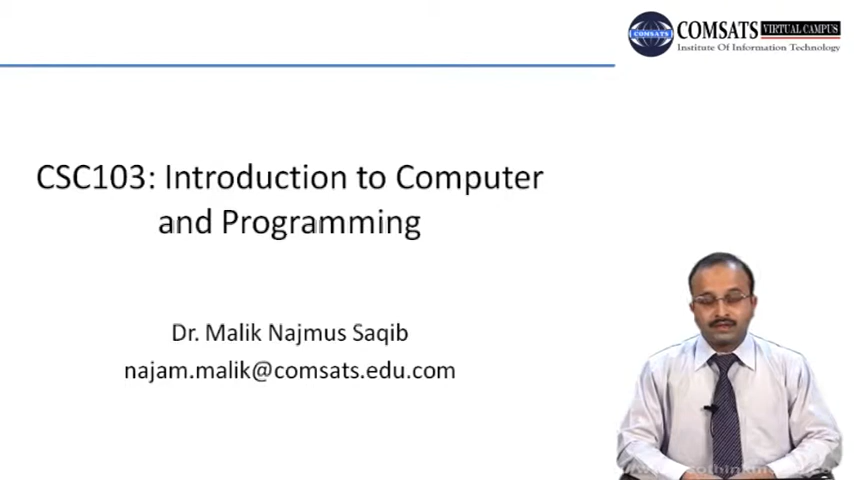 COMSATS VIRTUAL CAMPUS
COMSATS
Institute Of Information Technology
CSC103: Introduction to Computer
and Programming
Dr. Malik Najmus Saqib
najam.malik@comsats.edu.com